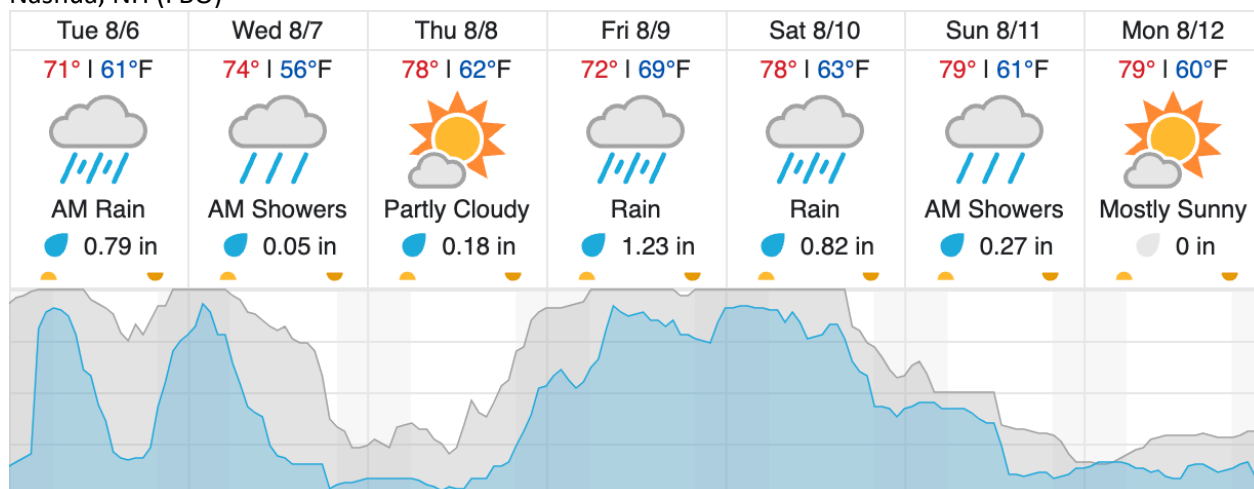 Tue 8/6 Wed 8/7 Thu 8/8 Fri 8/9 Sat 8/10 Sun 8/11 Mon 8/12
71° | 61°F 74° | 56°F 78° | 62°F 72° | 69°F 78° | 63°F 79° | 61°F 79° | 60°F
AM Rain AM Showers Partly Cloudy Rain Rain AM Showers Mostly Sunny
0.79 in 0.05 in 0.18 in 1.23 in 0.82 in 0.27 in 0 in